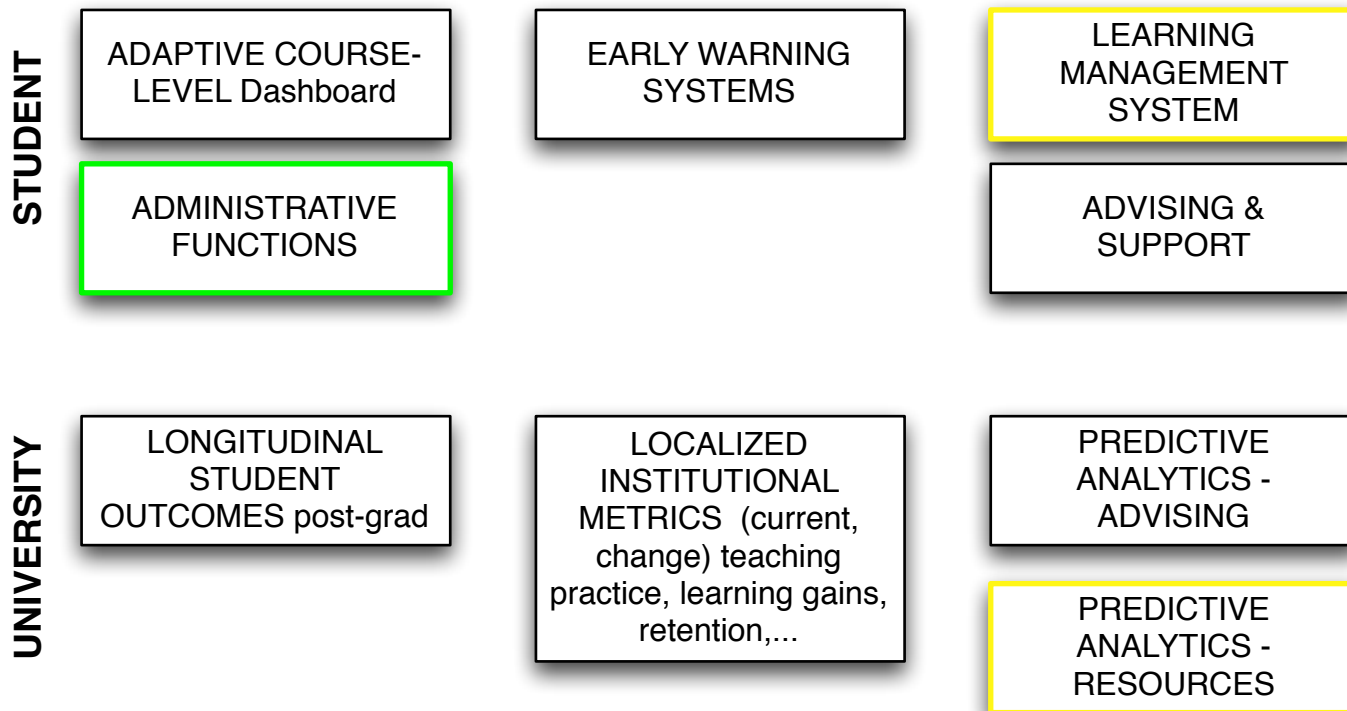 STUDENT
ADAPTIVE COURSE-
LEVEL Dashboard
EARLY WARNING
SYSTEMS
LEARNING
MANAGEMENT
SYSTEM
ADMINISTRATIVE
FUNCTIONS
ADVISING &
SUPPORT
UNIVERSITY
LONGITUDINAL
STUDENT
OUTCOMES post-grad
LOCALIZED
INSTITUTIONAL
METRICS (current,
change) teaching
practice, learning gains,
retention,...
PREDICTIVE
ANALYTICS -
ADVISING
PREDICTIVE
ANALYTICS -
RESOURCES